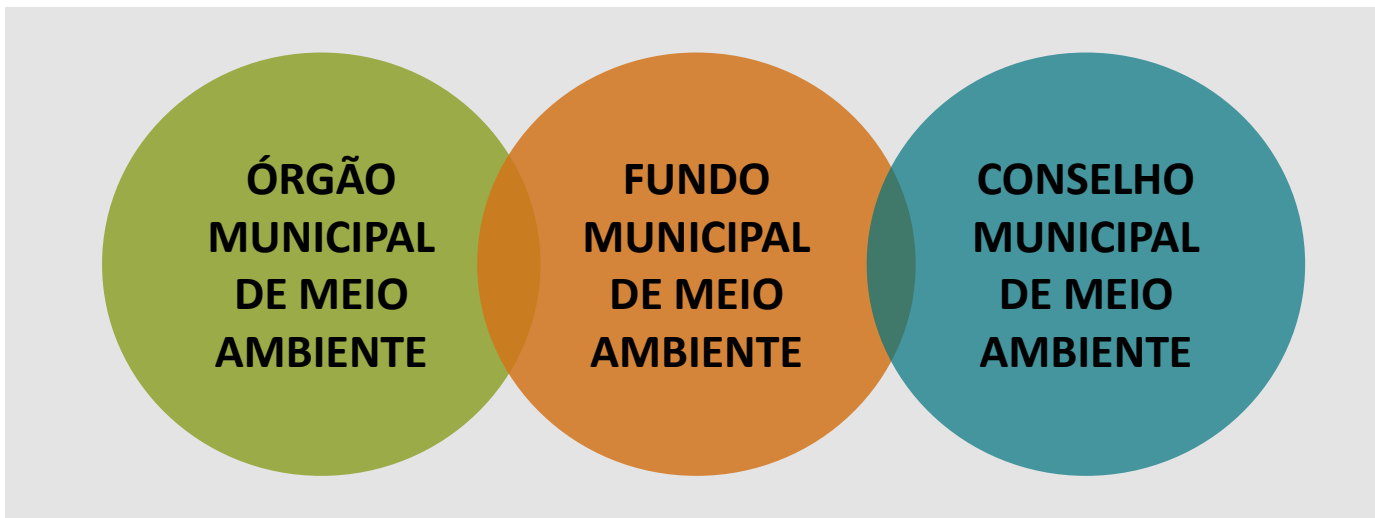 ÓRGÃO
MUNICIPAL
DE MEIO
AMBIENTE
FUNDO
MUNICIPAL
DE MEIO
AMBIENTE
CONSELHO
MUNICIPAL
DE MEIO
AMBIENTE